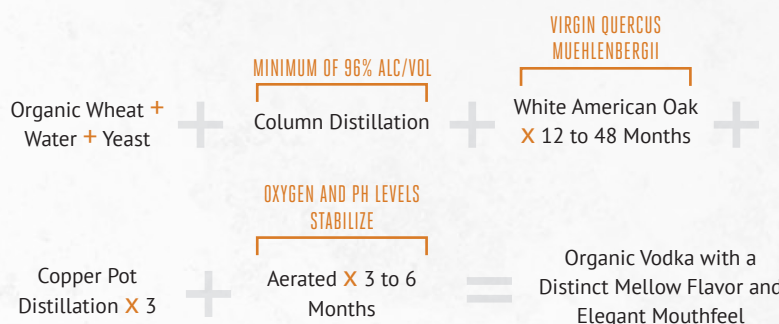 VIRGIN QUERCUS
MUEHLENBERGII
MINIMUM OF 96% ALC/VOL
Organic Wheat +
Water + Yeast
+
Column Distillation
+
White American Oak
X 12 to 48 Months
+
OXYGEN AND PH LEVELS
STABILIZE
Copper Pot
Distillation X 3
+
Aerated X 3 to 6
Months
=
Organic Vodka with a
Distinct Mellow Flavor and
Elegant Mouthfeel